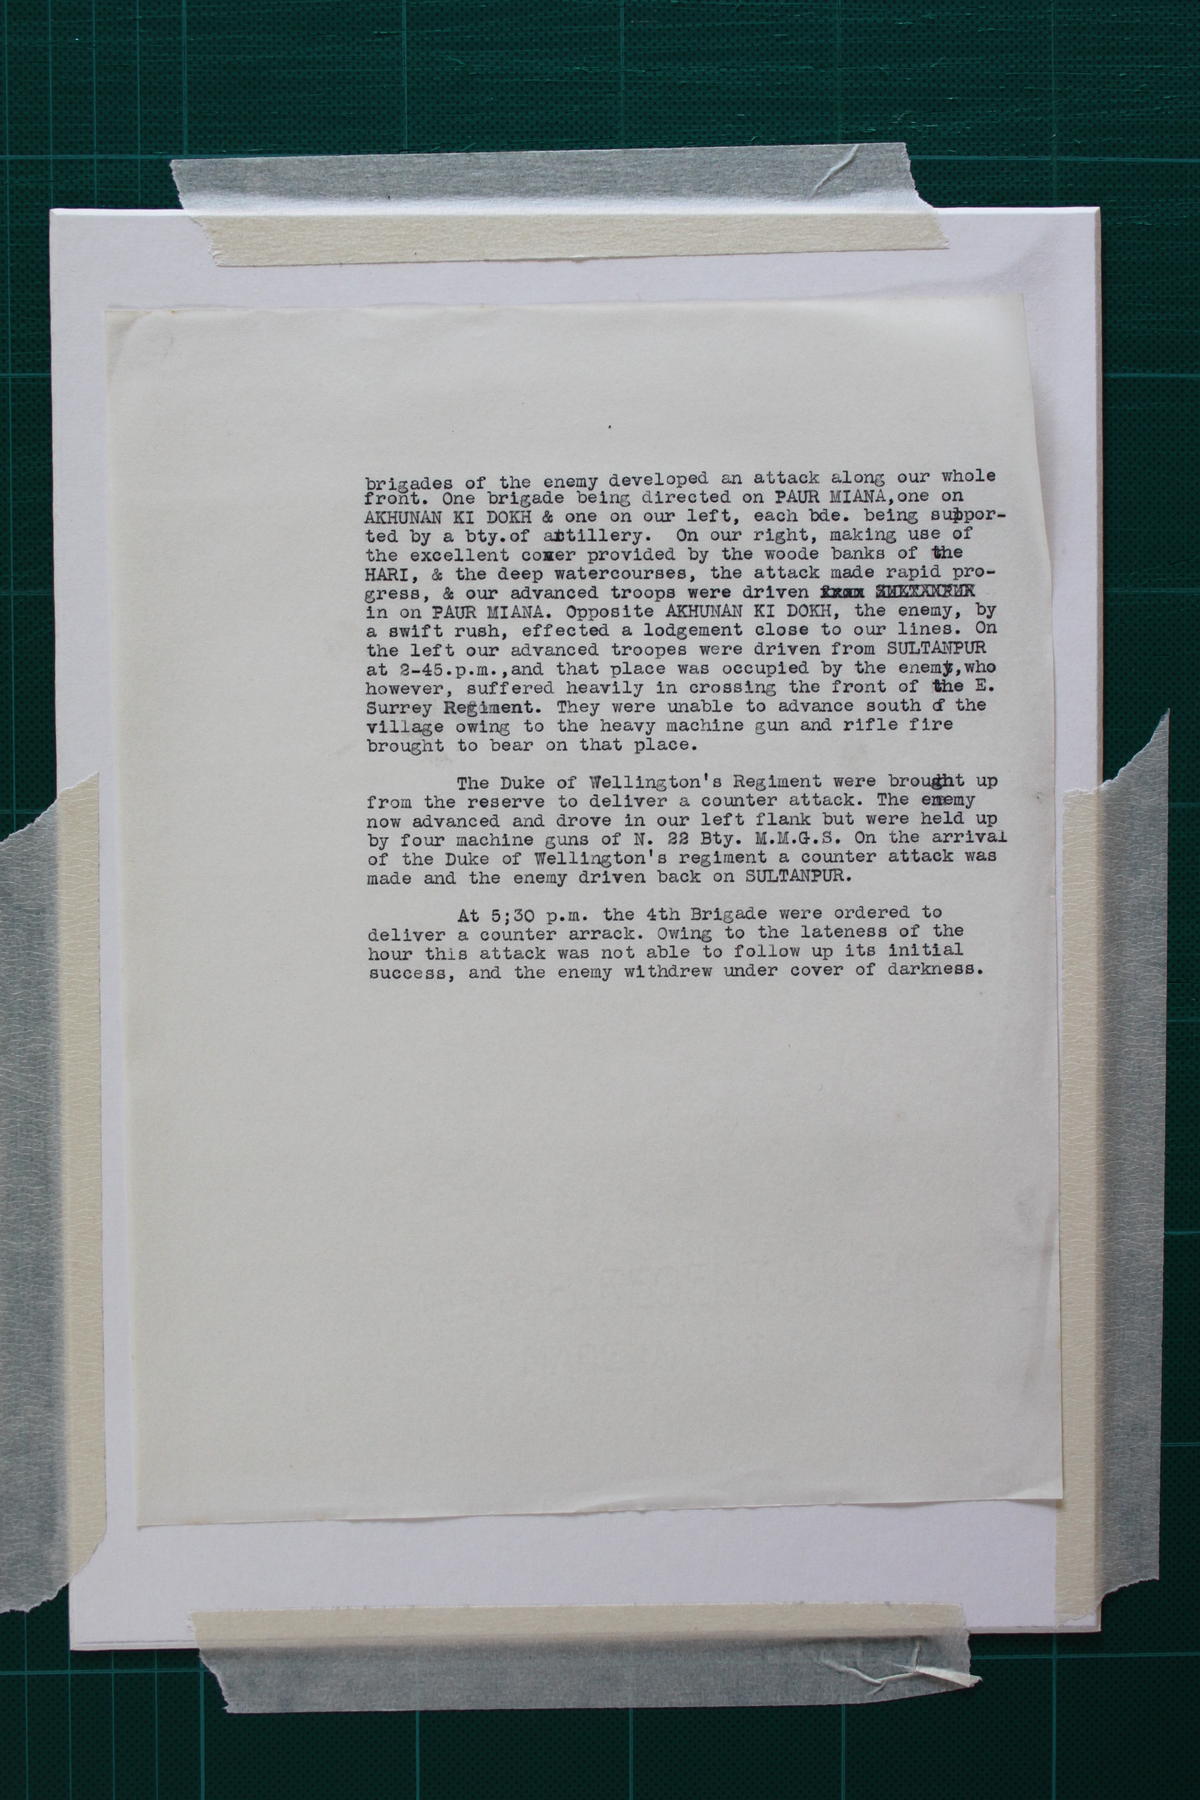 brigades of the enemy developed an attack along our whole
front. One brigade being directed on PAUR MIANA,one on
AKHUNAN KI DOKH & one on our left, each bde. being suppor-
ted by a bty.of attillery.  On our right, making use of
the excellent cover provided by the woode banks of the
HARI, & the deep watercourses, the attack made rapid pro-
gress, & our advanced troops were driven
in on PAUR MIANA. Opposite AKHUNAN KI DOKH, the enemy, by
a swift rush, effected a lodgement close to our lines. On
the left our advanced troopes were driven from SULTANPUR
at 2-45.p.m.,and that place was occupied by the enemy,who
however, suffered heavily in crossing the front of the E.
Surrey Regiment. They were unable to advance south of the
village owing to the heavy machine gun and rifle fire
brought to bear on that place.
The Duke of Wellington's Regiment were brought up
from the reserve to deliver a counter attack. The enemy
now advanced and drove in our left flank but were held up
by four machine guns of N. 22 Bty. M.M.G.S. On the arrival
of the Duke of Wellington's regiment a counter attack was
made and the enemy driven back on SULTANPUR.
At 5;30 p.m. the 4th Brigade were ordered to
deliver a counter arrack. Owing to the lateness of the
hour this attack was not able to follow up its initial
success, and the enemy withdrew under cover of darkness.